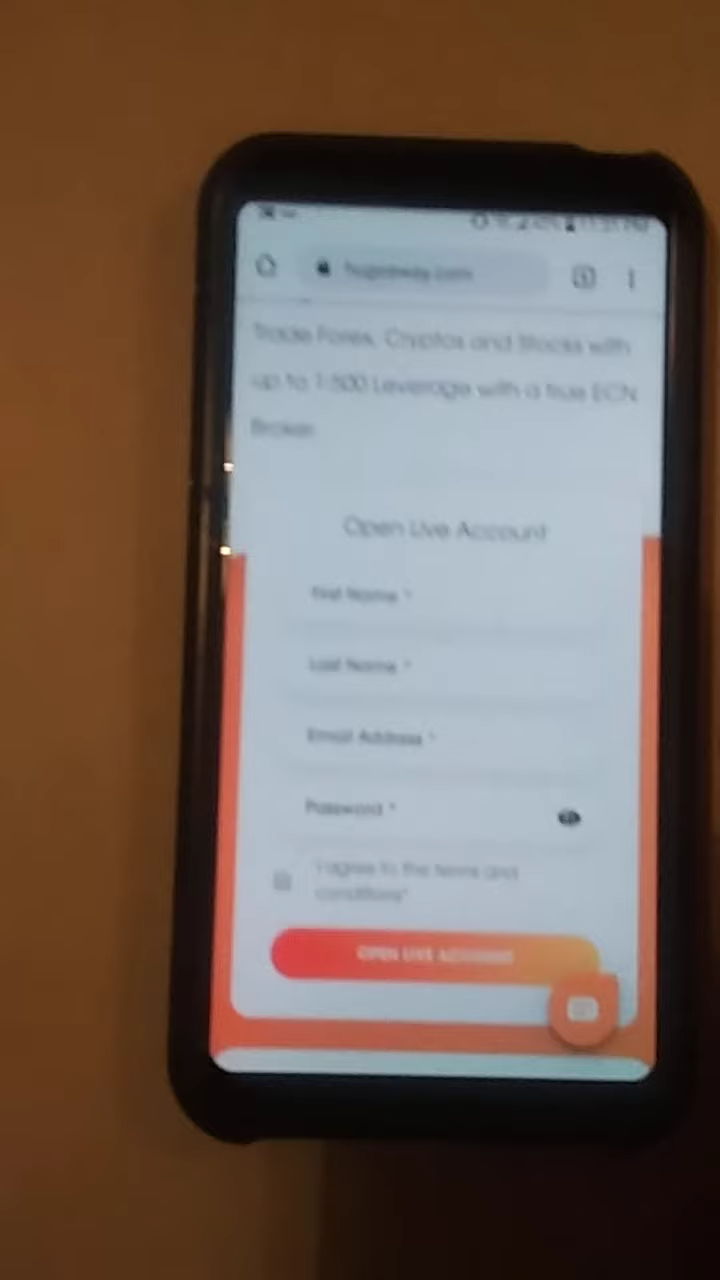 Trade Forex, Cryptos and Stocks with
up to 1:500 Leverage with a true ECN
Broker
Open Live Account
First Name *
Last Name *
Email Address *
Password *
I agree to the terms and
conditions*
OPEN LIVE ACCOUNT